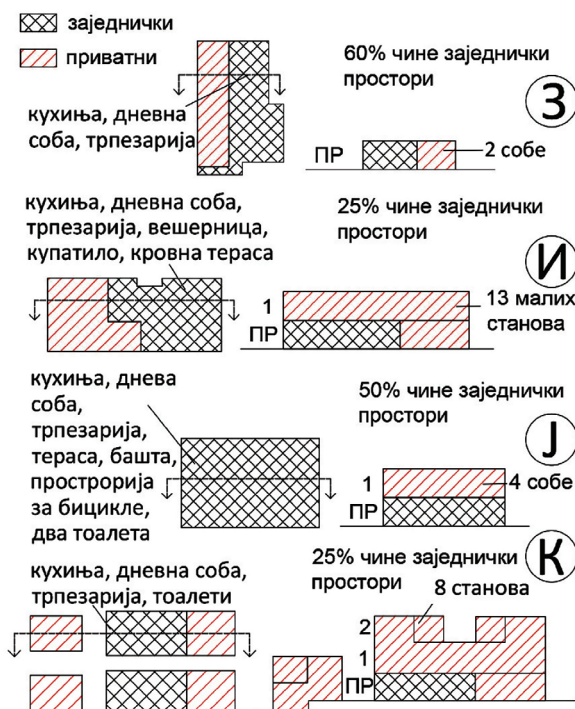 заједнички
приватни
60% чине заједнички
простори
З
кухиња, дневна
соба, трпезарија
ПР
2 собе
кухиња, дневна соба,
трпезарија, вешерница,
купатило, кровна тераса
25% чине заједнички
простори
И
13 малих
станова
1
ПР
кухиња, днева
соба,
трпезарија,
тераса, башта,
прострорија
за бицикле,
два тоалета
50% чине заједнички
простори
Ј
4 собе
1
ПР
кухиња, дневна соба,
трпезарија, тоалети
25% чине заједнички
простори
К
8 станова
2
1
ПР